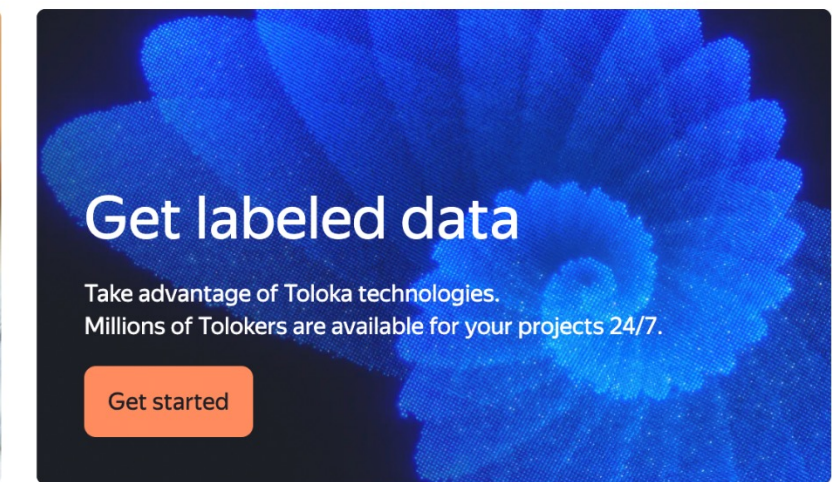 Get labeled data
Take advantage of Toloka technologies.
Millions of Tolokers are available for your projects 24/7.
Get started